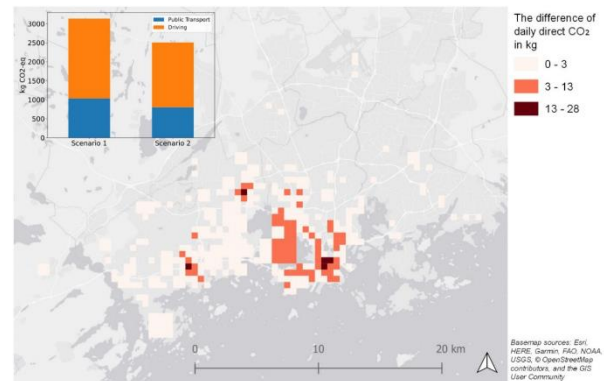 Public Transport
Driving
kg CO2-eq
3000
2500
2000
1500
1000
500
0
Scenario 1
Scenario 2
The difference of
daily direct CO₂
in kg
0 - 3
3 - 13
13 - 28
0
10
20 km
Basemap sources: Esri,
HERE, Garmin, FAO, NOAA,
USGS, © OpenStreetMap
contributors, and the GIS
User Community